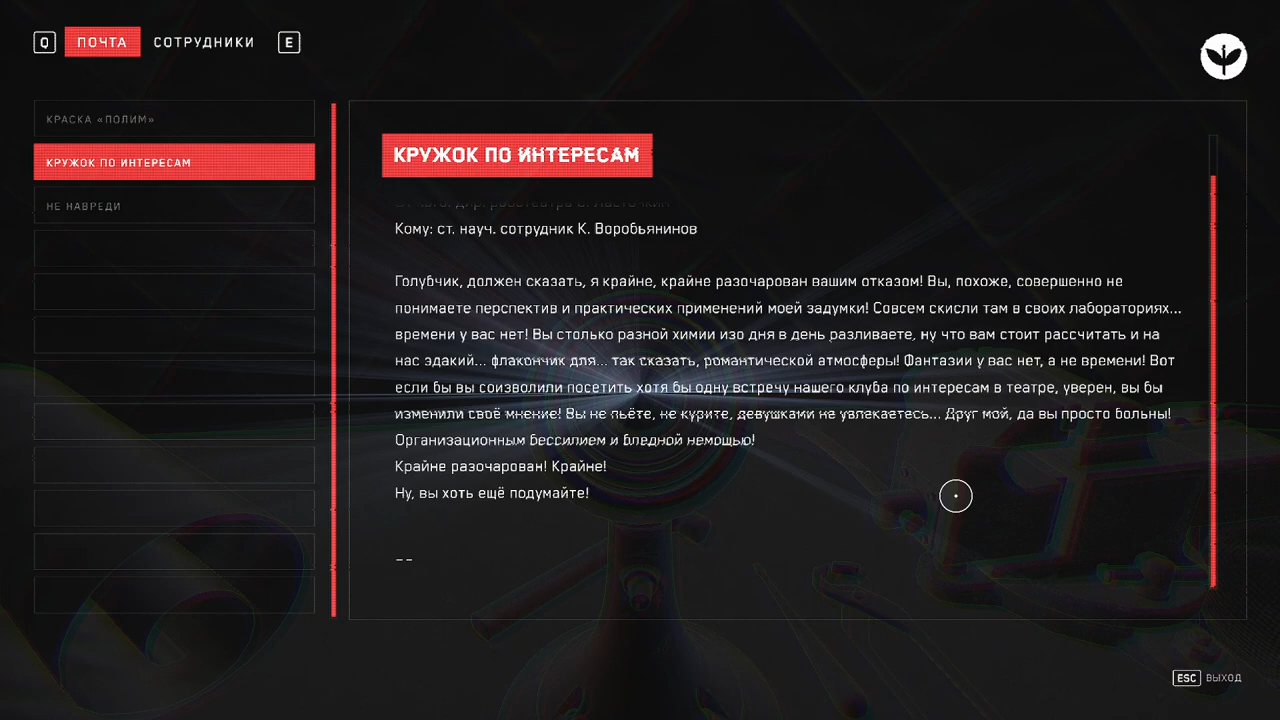 Q ПОЧТА СОТРУДНИКИ E
КРАСКА «ПОЛИМ»
КРУЖОК ПО ИНТЕРЕСАМ
НЕ НАВРЕДИ
КРУЖОК ПО ИНТЕРЕСАМ
Кому: ст. науч. сотрудник К. Воробьянинов
Голубчик, должен сказать, я крайне, крайне разочарован вашим отказом! Вы, похоже, совершенно не
понимаете перспектив и практических применений моей задумки! Совсем скисли там в своих лабораториях...
времени у вас нет! Вы столько разной химии изо дня в день разливаете, ну что вам стоит рассчитать и на
нас эдакий... флакончик для... так сказать, романтической атмосферы! Фантазии у вас нет, а не времени! Вот
если бы вы соизволили посетить хотя бы одну встречу нашего клуба по интересам в театре, уверен, вы бы
изменили своё мнение! Вы не пьёте, не курите, девушками не увлекаетесь... Друг мой, да вы просто больны!
Организационным бессилием и бледной немощью!
Крайне разочарован! Крайне!
Ну, вы хоть ещё подумайте!
--
ESC ВЫХОД